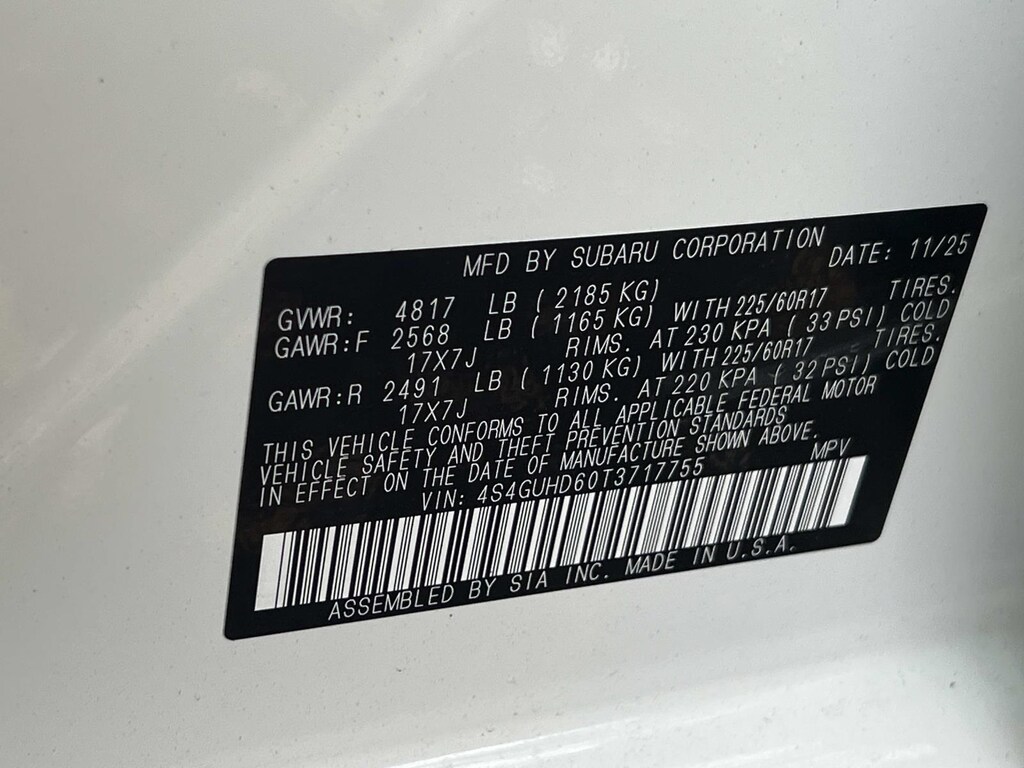 MFD BY SUBARU CORPORATION DATE: 11/25
GVWR: 4817 LB ( 2185 KG)
GAWR:F 2568 LB ( 1165 KG) WITH 225/60R17 TIRES.
17X7J RIMS. AT 230 KPA ( 33 PSI) COLD
GAWR:R 2491 LB ( 1130 KG) WITH 225/60R17 TIRES.
17X7J RIMS. AT 220 KPA ( 32 PSI) COLD
THIS VEHICLE CONFORMS TO ALL APPLICABLE FEDERAL MOTOR
VEHICLE SAFETY AND THEFT PREVENTION STANDARDS
IN EFFECT ON THE DATE OF MANUFACTURE SHOWN ABOVE.
VIN: 4S4GUHD60T3717755 MPV
ASSEMBLED BY SIA INC. MADE IN U.S.A.